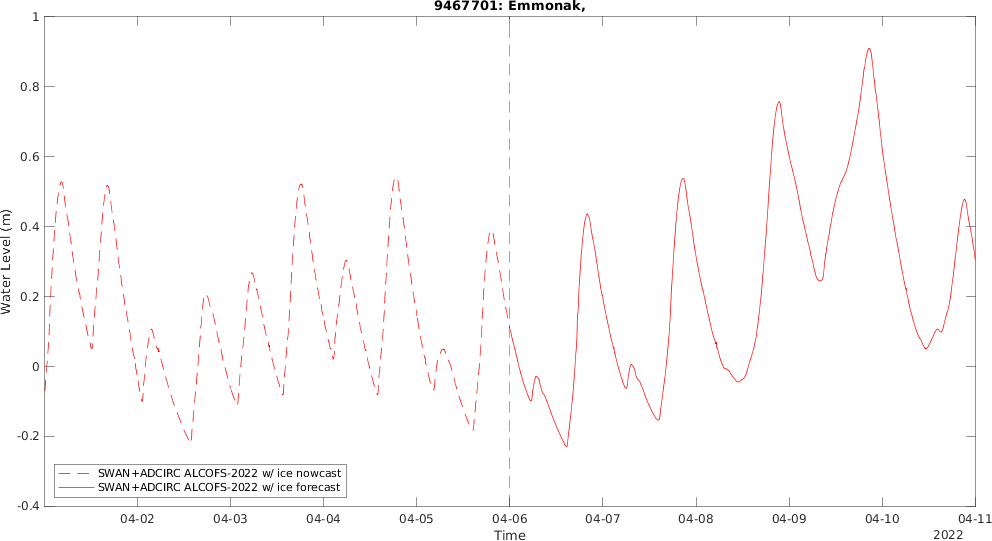 9467701: Emmonak,
Water Level (m)
1
0.8
0.6
0.4
0.2
0
-0.2
-0.4
SWAN+ADCIRC ALCOFS-2022 w/ ice nowcast
SWAN+ADCIRC ALCOFS-2022 w/ ice forecast
04-02 04-03 04-04 04-05 04-06 04-07 04-08 04-09 04-10 04-11
Time
2022